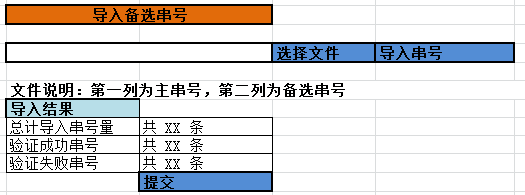 导入备选串号
选择文件 导入串号
文件说明：第一列为主串号，第二列为备选串号
导入结果
总计导入串号量 共 XX 条
验证成功串号 共 XX 条
验证失败串号 共 XX 条
提交